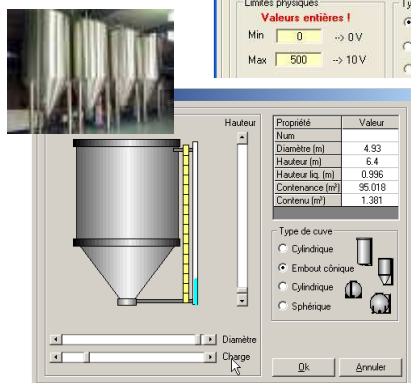 Limites physiques
Valeurs entières !
Min 0 --> 0 V
Max 500 --> 10 V
Hauteur
Propriété Valeur
Num
Diamètre (m) 4.93
Hauteur (m) 6.4
Hauteur liq. (m) 0.996
Contenance (m³) 95.018
Contenu (m³) 1.381
Type de cuve
Cylindrique
Embout cônique
Cylindrique
Sphérique
Diamètre
Charge
Ok Annuler